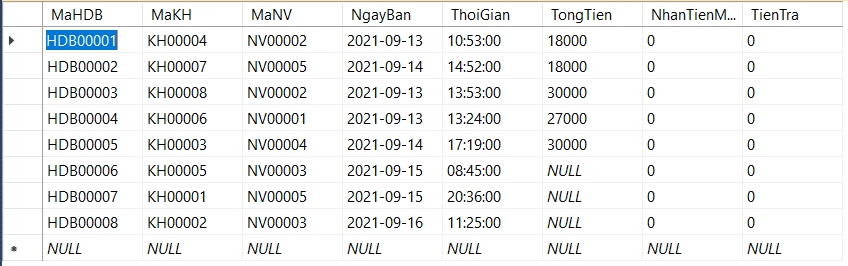 MaHDB MaKH MaNV NgayBan ThoiGian TongTien NhanTienM... TienTra
HDB00001 KH00004 NV00002 2021-09-13 10:53:00 18000 0 0
HDB00002 KH00007 NV00005 2021-09-14 14:52:00 18000 0 0
HDB00003 KH00008 NV00002 2021-09-13 13:53:00 30000 0 0
HDB00004 KH00006 NV00001 2021-09-13 13:24:00 27000 0 0
HDB00005 KH00003 NV00004 2021-09-14 17:19:00 30000 0 0
HDB00006 KH00005 NV00003 2021-09-15 08:45:00 NULL 0 0
HDB00007 KH00001 NV00005 2021-09-15 20:36:00 NULL 0 0
HDB00008 KH00002 NV00003 2021-09-16 11:25:00 NULL 0 0
NULL NULL NULL NULL NULL NULL NULL NULL